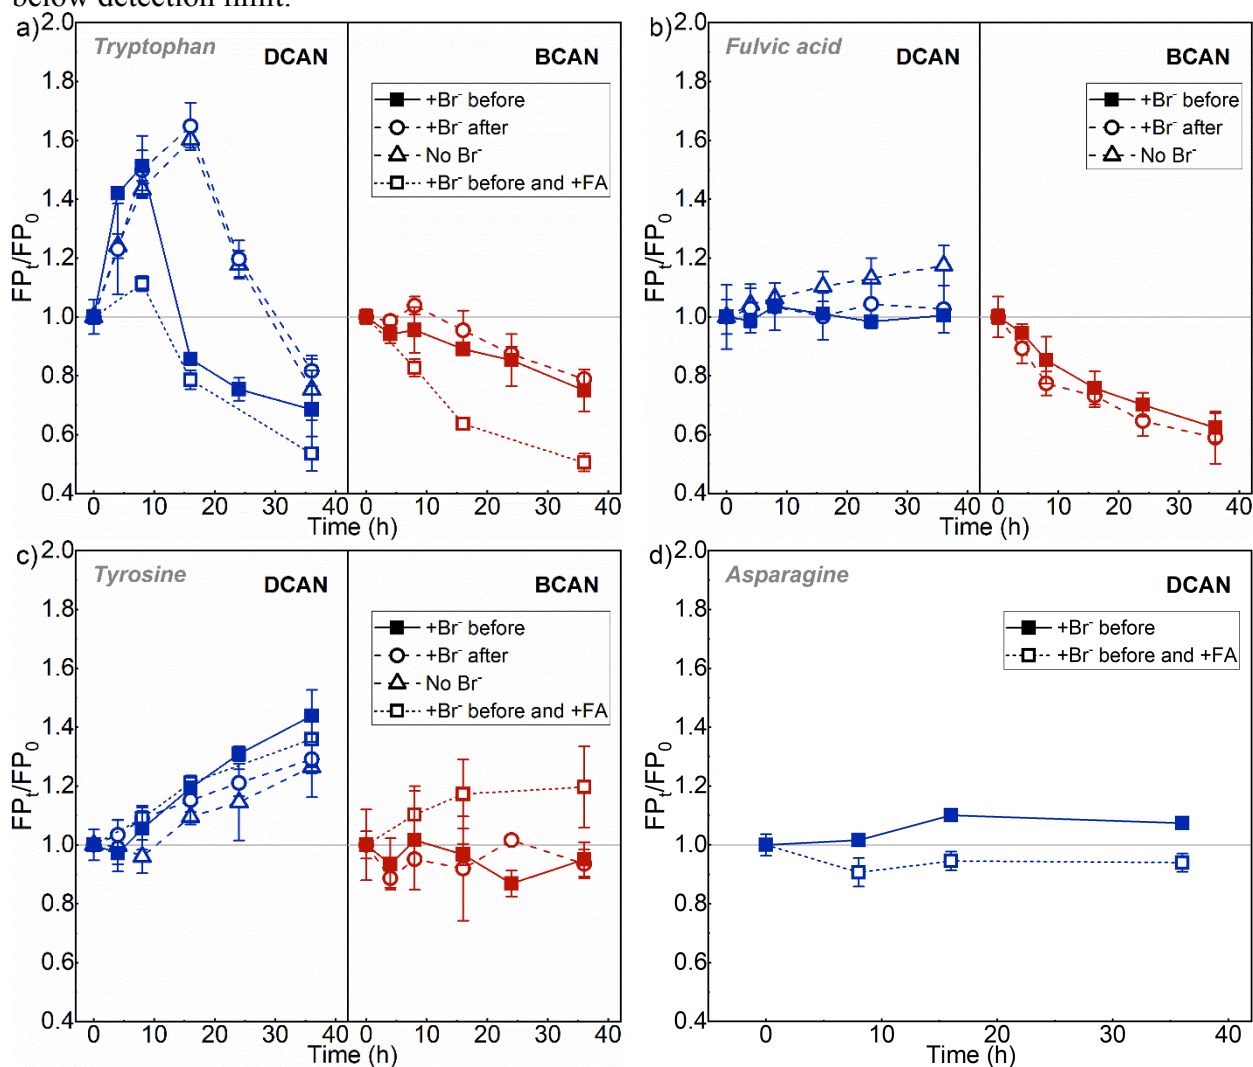 below detection limit.
a)
Tryptophan
DCAN
BCAN
+Br⁻ before
+Br⁻ after
No Br⁻
+Br⁻ before and +FA
FPt/FP0
2.0
1.8
1.6
1.4
1.2
1.0
0.8
0.6
0.4
0 10 20 30 40 0 10 20 30 40
Time (h)
b)
Fulvic acid
DCAN
BCAN
+Br⁻ before
+Br⁻ after
No Br⁻
FPt/FP0
2.0
1.8
1.6
1.4
1.2
1.0
0.8
0.6
0.4
0 10 20 30 40 0 10 20 30 40
Time (h)
c)
Tyrosine
DCAN
BCAN
+Br⁻ before
+Br⁻ after
No Br⁻
+Br⁻ before and +FA
FPt/FP0
2.0
1.8
1.6
1.4
1.2
1.0
0.8
0.6
0.4
0 10 20 30 40 0 10 20 30 40
Time (h)
d)
Asparagine
DCAN
+Br⁻ before
+Br⁻ before and +FA
FPt/FP0
2.0
1.8
1.6
1.4
1.2
1.0
0.8
0.6
0.4
0 10 20 30 40
Time (h)